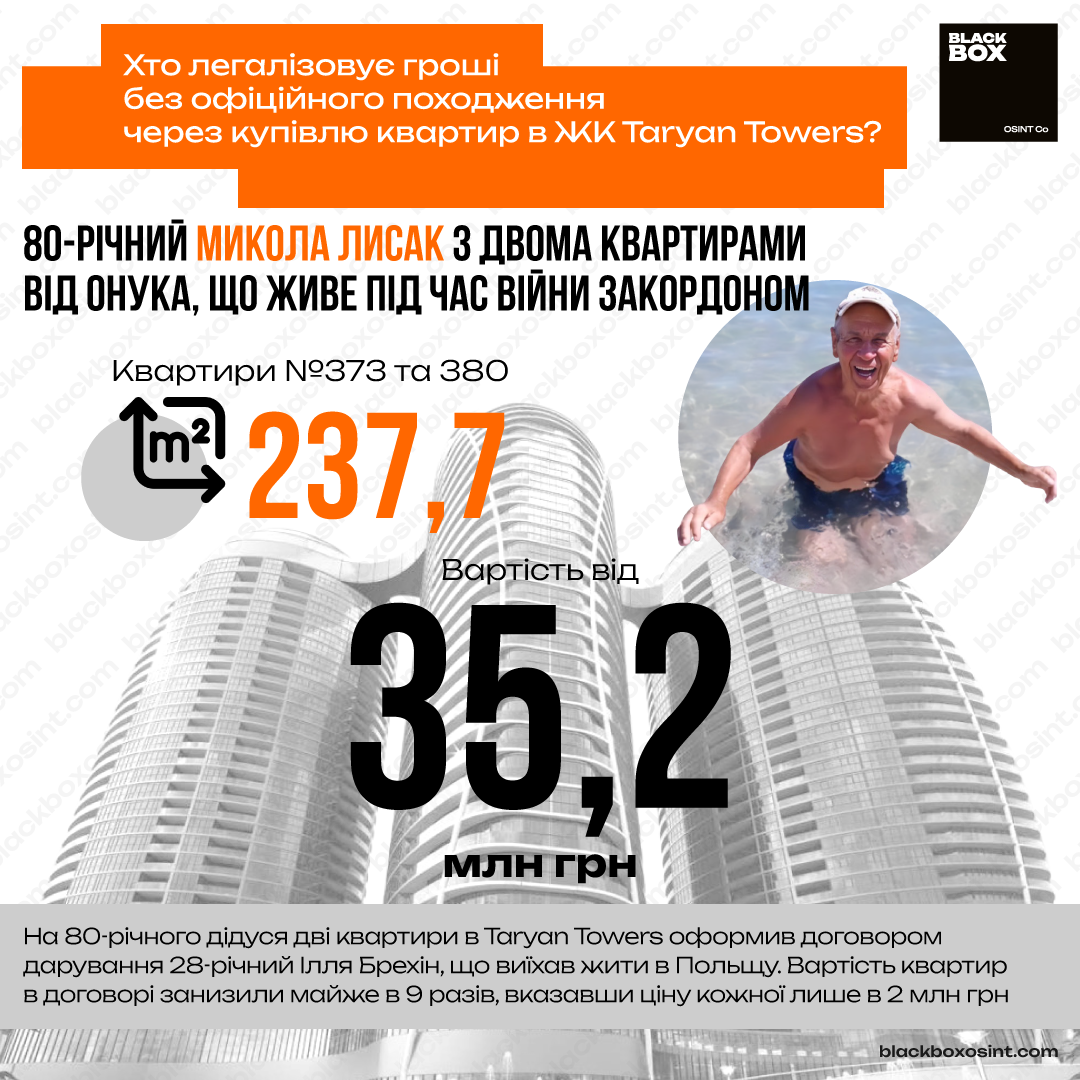 Хто легалізовує гроші
без офіційного походження
через купівлю квартир в ЖК Taryan Towers?
BLACK
BOX
OSINT Co
80-РІЧНИЙ МИКОЛА ЛИСАК З ДВОМА КВАРТИРАМИ
ВІД ОНУКА, ЩО ЖИВЕ ПІД ЧАС ВІЙНИ ЗАКОРДОНОМ
Квартири №373 та 380
m²
237,7
Вартість від
35,2
млн грн
На 80-річного дідуся дві квартири в Taryan Towers оформив договором
дарування 28-річний Ілля Брехін, що виїхав жити в Польщу. Вартість квартир
в договорі занизили майже в 9 разів, вказавши ціну кожної лише в 2 млн грн
blackboxosint.com